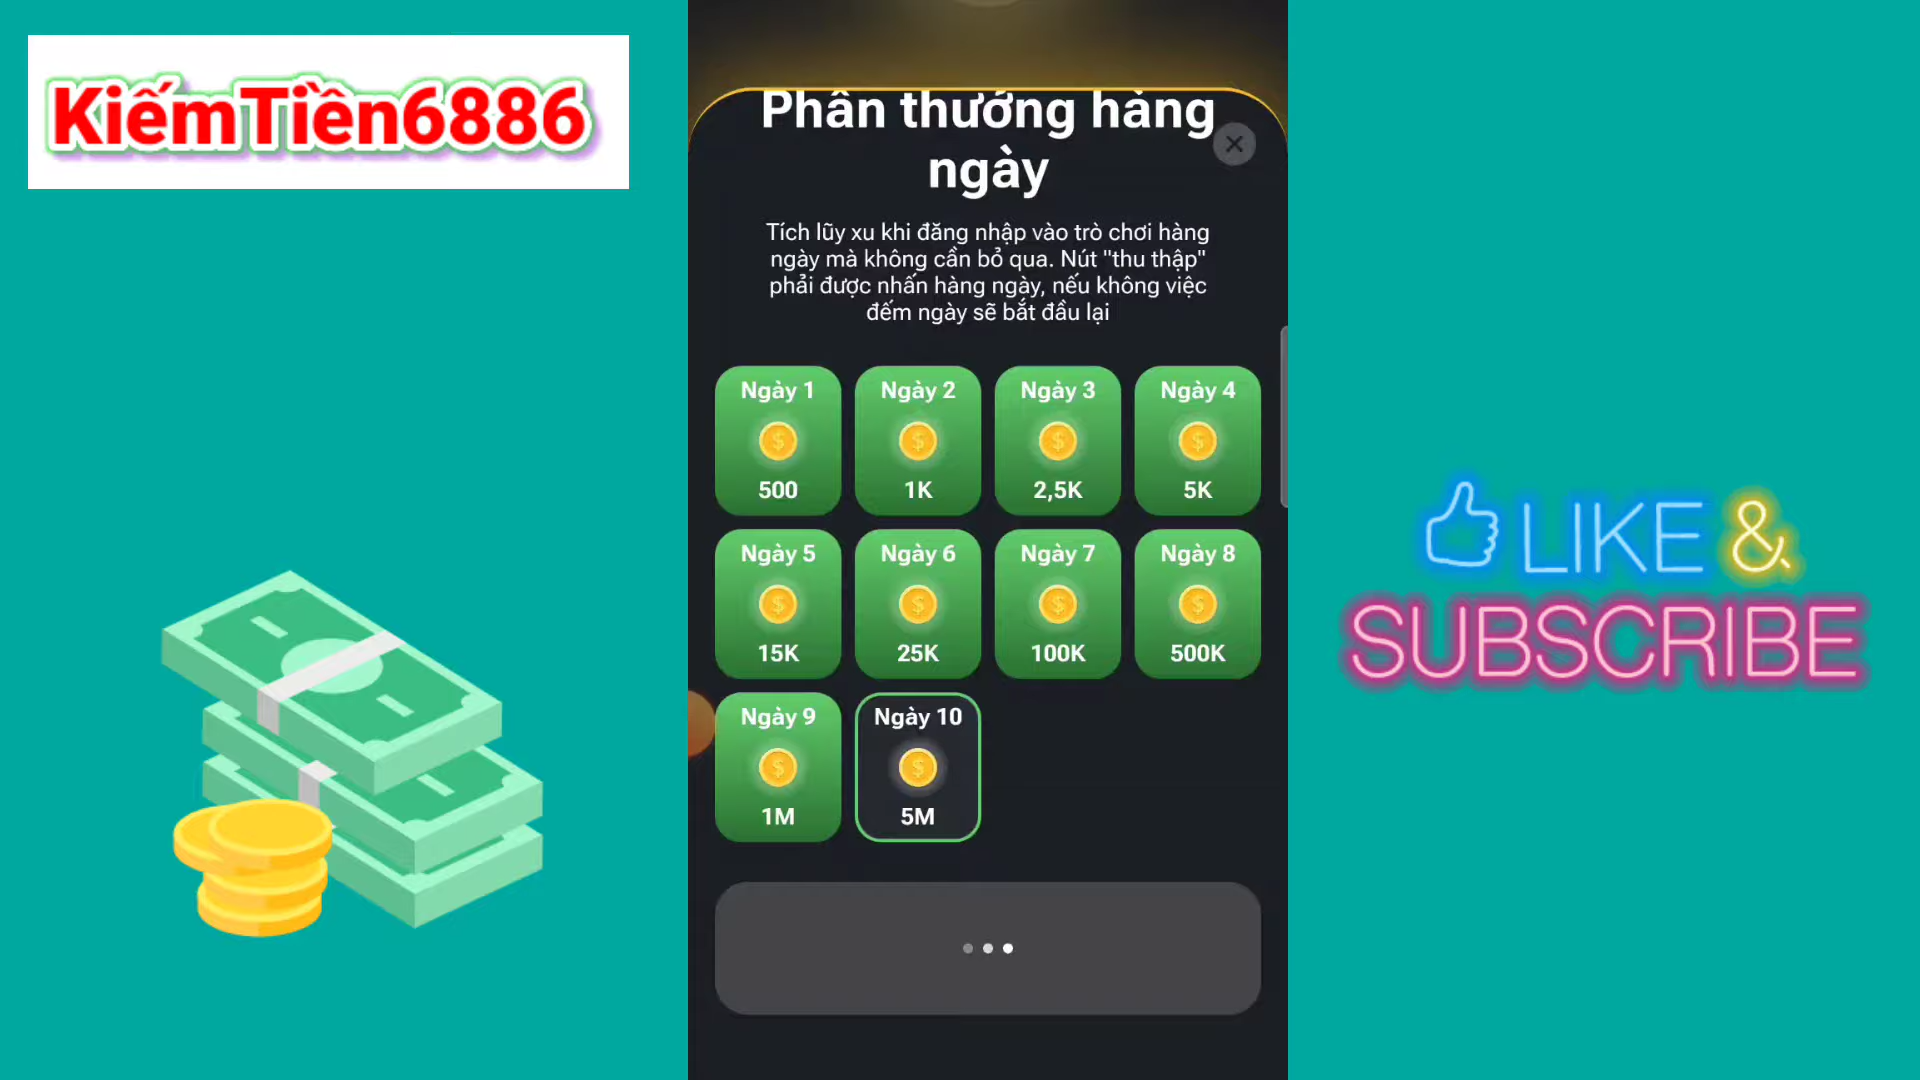 KiếmTiền6886
Phần thưởng hàng
ngày
Tích lũy xu khi đăng nhập vào trò chơi hàng
ngày mà không cần bỏ qua. Nút "thu thập"
phải được nhấn hàng ngày, nếu không việc
đếm ngày sẽ bắt đầu lại
Ngày 1 Ngày 2 Ngày 3 Ngày 4
500 1K 2,5K 5K
Ngày 5 Ngày 6 Ngày 7 Ngày 8
15K 25K 100K 500K
Ngày 9 Ngày 10
1M 5M
LIKE &
SUBSCRIBE